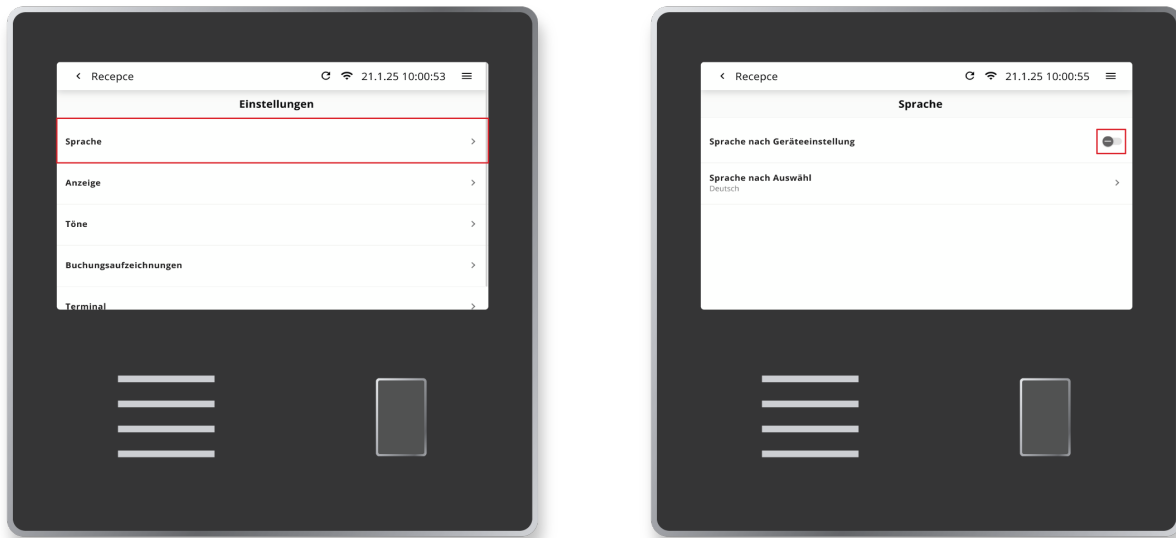 Recepce 21.1.25 10:00:53
Einstellungen
Sprache
Anzeige
Töne
Buchungsaufzeichnungen
Terminal
Recepce 21.1.25 10:00:55
Sprache
Sprache nach Geräteeinstellung
Sprache nach Auswähl
Deutsch